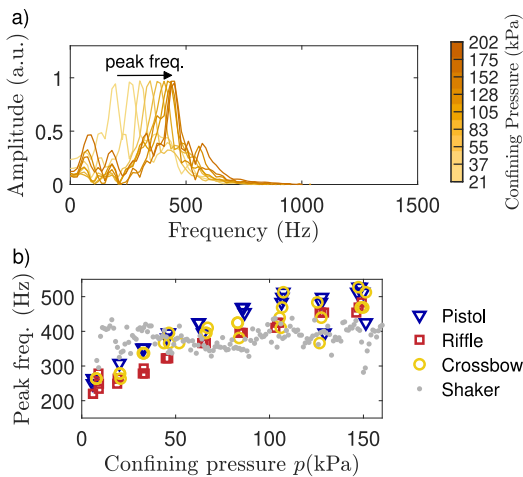 a)
peak freq.
Amplitude (a.u.)
1
0.5
0
0 500 1000 1500
Frequency (Hz)
202
182
175
152
107
83
55
37
21
Confining Pressure (kPa)
b)
Peak freq. (Hz)
500
400
300
200
0 50 100 150
Confining pressure p(kPa)
Pistol
Riffle
Crossbow
Shaker